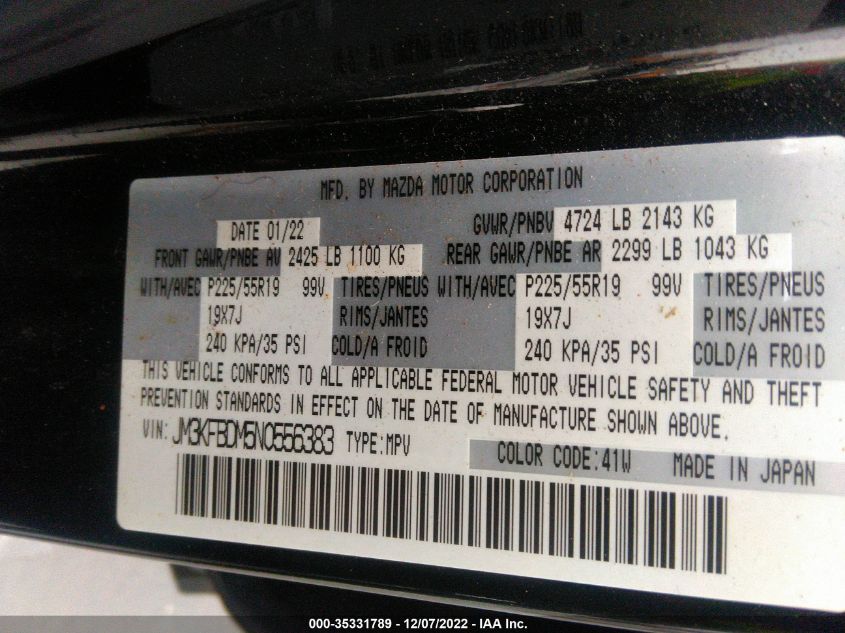 MFD. BY MAZDA MOTOR CORPORATION
DATE 01/22 GVWR/PNBV 4724 LB 2143 KG
FRONT GAWR/PNBE AV 2425 LB 1100 KG REAR GAWR/PNBE AR 2299 LB 1043 KG
WITH/AVEC P225/55R19 99V TIRES/PNEUS WITH/AVEC P225/55R19 99V TIRES/PNEUS
19X7J RIMS/JANTES 19X7J RIMS/JANTES
240 KPA/35 PSI COLD/A FROID 240 KPA/35 PSI COLD/A FROID
THIS VEHICLE CONFORMS TO ALL APPLICABLE FEDERAL MOTOR VEHICLE SAFETY AND THEFT
PREVENTION STANDARDS IN EFFECT ON THE DATE OF MANUFACTURE SHOWN ABOVE.
VIN: JM3KFBDM5N0556383 TYPE:MPV
COLOR CODE:41W MADE IN JAPAN
000-35331789 - 12/07/2022 - IAA Inc.